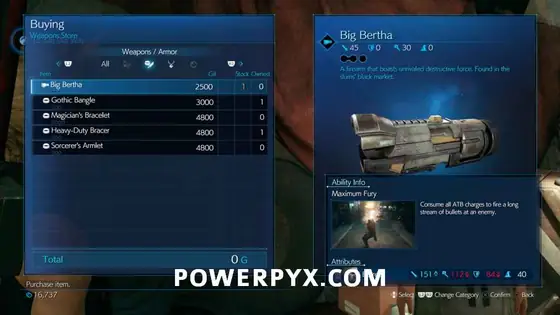 Buying
Weapons Store
Weapons / Armor
All
Item Gil Stock Owned
Big Bertha 2500 1 0
Gothic Bangle 3000 1
Magician's Bracelet 4800 0
Heavy-Duty Bracer 4800 1
Sorcerer's Armlet 4800 0
Total 0 G
Purchase item.
16,737
Big Bertha
45 0 30 0
A firearm that boasts unrivaled destructive force. Found in the
slums' black market.
Ability Info
Maximum Fury
Consume all ATB charges to fire a long
stream of bullets at an enemy.
Attributes
151 117 84 40
POWERPYX.COM
Select Change Category Confirm Back